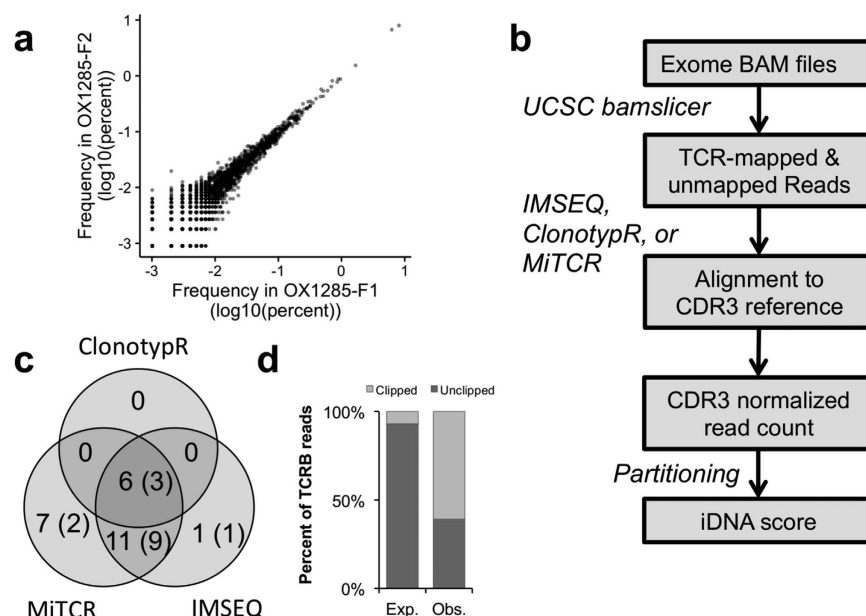 a
Frequency in OX1285-F2
(log10(percent))
1
0
-1
-2
-3
-3
-2
-1
0
1
Frequency in OX1285-F1
(log10(percent))
b
Exome BAM files
UCSC bamslicer
TCR-mapped &
unmapped Reads
IMSEQ,
ClonotypR, or
MiTCR
Alignment to
CDR3 reference
CDR3 normalized
read count
Partitioning
iDNA score
c
ClonotypR
0
0
0
6 (3)
7 (2)
11 (9)
1 (1)
MiTCR
IMSEQ
d
Clipped
Unclipped
Percent of TCRB reads
100%
50%
0%
Exp.
Obs.